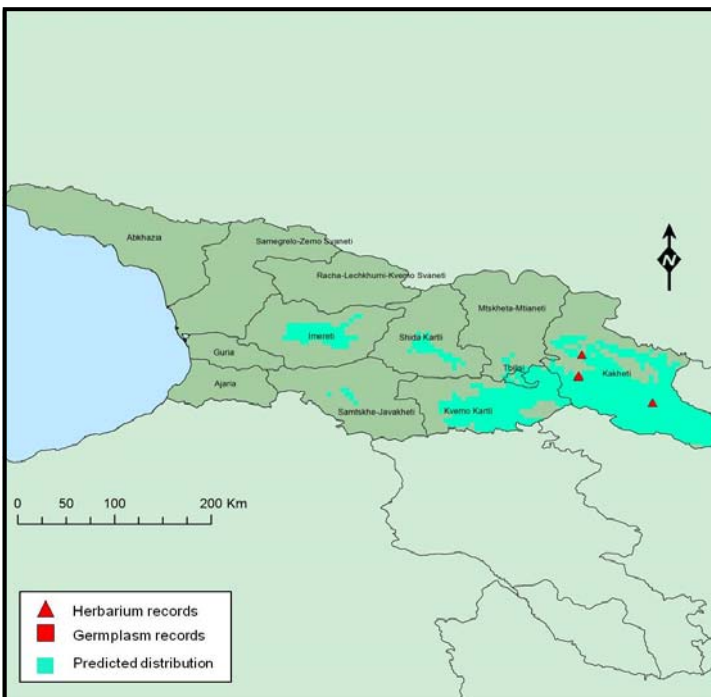 Abkhazia
Samegrelo-Zemo Svaneti
Racha-Lechkhumi-Kvemo Svaneti
Mtskheta-Mtianeti
Imereti
Shida Kartli
Guria
Tbilisi
Kakheti
Ajaria
Samtskhe-Javakheti
Kvemo Kartli
N
0 50 100 200 Km
Herbarium records
Germplasm records
Predicted distribution